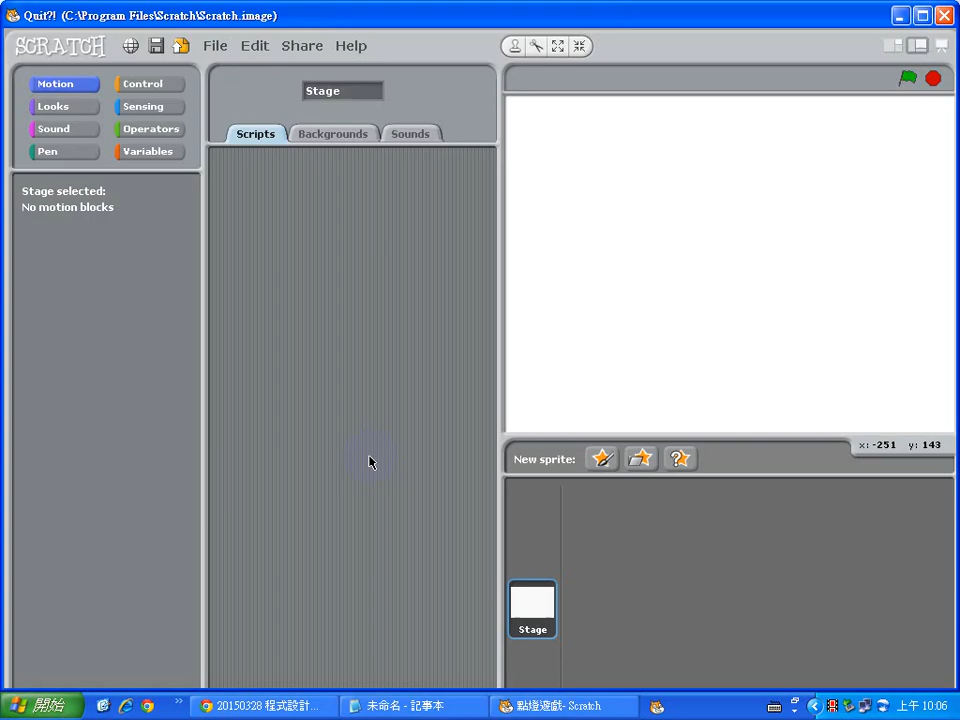 Quit?! (C:\Program Files\Scratch\Scratch.image)
SCRATCH File Edit Share Help
Motion Control
Looks Sensing
Sound Operators
Pen Variables
Stage selected:
No motion blocks
Stage
Scripts Backgrounds Sounds
x: -251 y: 143
New sprite:
Stage
開始 20150328 程式設計... 未命名 - 記事本 點燈遊戲- Scratch 上午 10:06